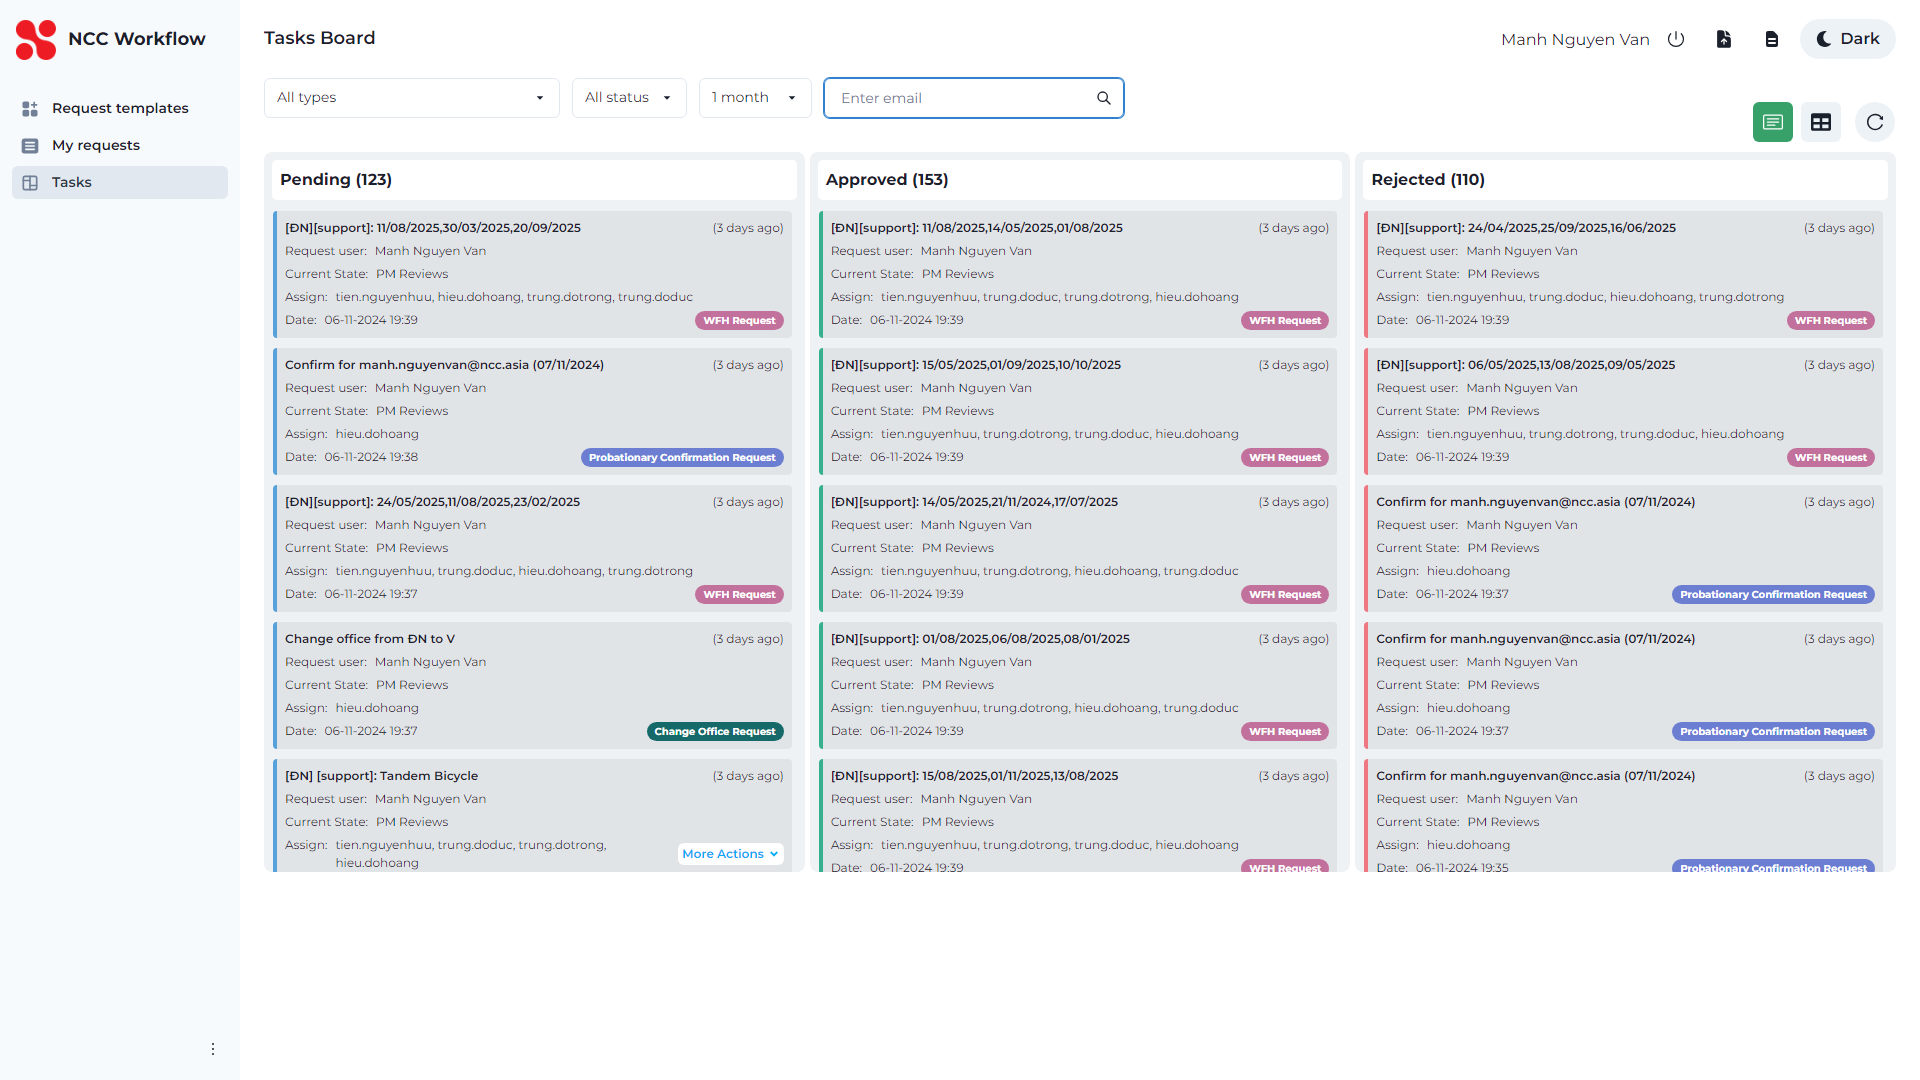 NCC Workflow
Request templates
My requests
Tasks
Tasks Board
Manh Nguyen Van
Dark
All types
All status
1 month
Enter email
Pending (123)
[ĐN][support]: 11/08/2025,30/03/2025,20/09/2025 (3 days ago)
Request user: Manh Nguyen Van
Current State: PM Reviews
Assign: tien.nguyenhuu, hieu.dohoang, trung.dotrong, trung.doduc
Date: 06-11-2024 19:39 WFH Request
Confirm for manh.nguyenvan@ncc.asia (07/11/2024) (3 days ago)
Request user: Manh Nguyen Van
Current State: PM Reviews
Assign: hieu.dohoang
Date: 06-11-2024 19:38 Probationary Confirmation Request
[ĐN][support]: 24/05/2025,11/08/2025,23/02/2025 (3 days ago)
Request user: Manh Nguyen Van
Current State: PM Reviews
Assign: tien.nguyenhuu, trung.doduc, hieu.dohoang, trung.dotrong
Date: 06-11-2024 19:37 WFH Request
Change office from ĐN to V (3 days ago)
Request user: Manh Nguyen Van
Current State: PM Reviews
Assign: hieu.dohoang
Date: 06-11-2024 19:37 Change Office Request
[ĐN] [support]: Tandem Bicycle (3 days ago)
Request user: Manh Nguyen Van
Current State: PM Reviews
Assign: tien.nguyenhuu, trung.doduc, trung.dotrong,
hieu.dohoang
More Actions
Approved (153)
[ĐN][support]: 11/08/2025,14/05/2025,01/08/2025 (3 days ago)
Request user: Manh Nguyen Van
Current State: PM Reviews
Assign: tien.nguyenhuu, trung.doduc, trung.dotrong, hieu.dohoang
Date: 06-11-2024 19:39 WFH Request
[ĐN][support]: 15/05/2025,01/09/2025,10/10/2025 (3 days ago)
Request user: Manh Nguyen Van
Current State: PM Reviews
Assign: tien.nguyenhuu, trung.dotrong, trung.doduc, hieu.dohoang
Date: 06-11-2024 19:39 WFH Request
[ĐN][support]: 14/05/2025,21/11/2024,17/07/2025 (3 days ago)
Request user: Manh Nguyen Van
Current State: PM Reviews
Assign: tien.nguyenhuu, trung.dotrong, hieu.dohoang, trung.doduc
Date: 06-11-2024 19:39 WFH Request
[ĐN][support]: 01/08/2025,06/08/2025,08/01/2025 (3 days ago)
Request user: Manh Nguyen Van
Current State: PM Reviews
Assign: tien.nguyenhuu, trung.dotrong, hieu.dohoang, trung.doduc
Date: 06-11-2024 19:39 WFH Request
[ĐN][support]: 15/08/2025,01/11/2025,13/08/2025 (3 days ago)
Request user: Manh Nguyen Van
Current State: PM Reviews
Assign: tien.nguyenhuu, trung.dotrong, trung.doduc, hieu.dohoang
Date: 06-11-2024 19:39 WFH Request
Rejected (110)
[ĐN][support]: 24/04/2025,25/09/2025,16/06/2025 (3 days ago)
Request user: Manh Nguyen Van
Current State: PM Reviews
Assign: tien.nguyenhuu, trung.doduc, hieu.dohoang, trung.dotrong
Date: 06-11-2024 19:39 WFH Request
[ĐN][support]: 06/05/2025,13/08/2025,09/05/2025 (3 days ago)
Request user: Manh Nguyen Van
Current State: PM Reviews
Assign: tien.nguyenhuu, trung.dotrong, trung.doduc, hieu.dohoang
Date: 06-11-2024 19:39 WFH Request
Confirm for manh.nguyenvan@ncc.asia (07/11/2024) (3 days ago)
Request user: Manh Nguyen Van
Current State: PM Reviews
Assign: hieu.dohoang
Date: 06-11-2024 19:37 Probationary Confirmation Request
Confirm for manh.nguyenvan@ncc.asia (07/11/2024) (3 days ago)
Request user: Manh Nguyen Van
Current State: PM Reviews
Assign: hieu.dohoang
Date: 06-11-2024 19:37 Probationary Confirmation Request
Confirm for manh.nguyenvan@ncc.asia (07/11/2024) (3 days ago)
Request user: Manh Nguyen Van
Current State: PM Reviews
Assign: hieu.dohoang
Date: 06-11-2024 19:35 Probationary Confirmation Request